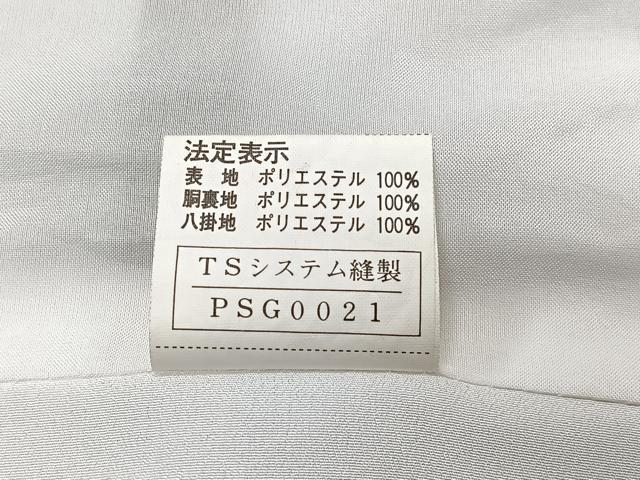 法定表示
表　地　ポリエステル 100%
胴裏地　ポリエステル 100%
八掛地　ポリエステル 100%
TSシステム縫製
PSG0021